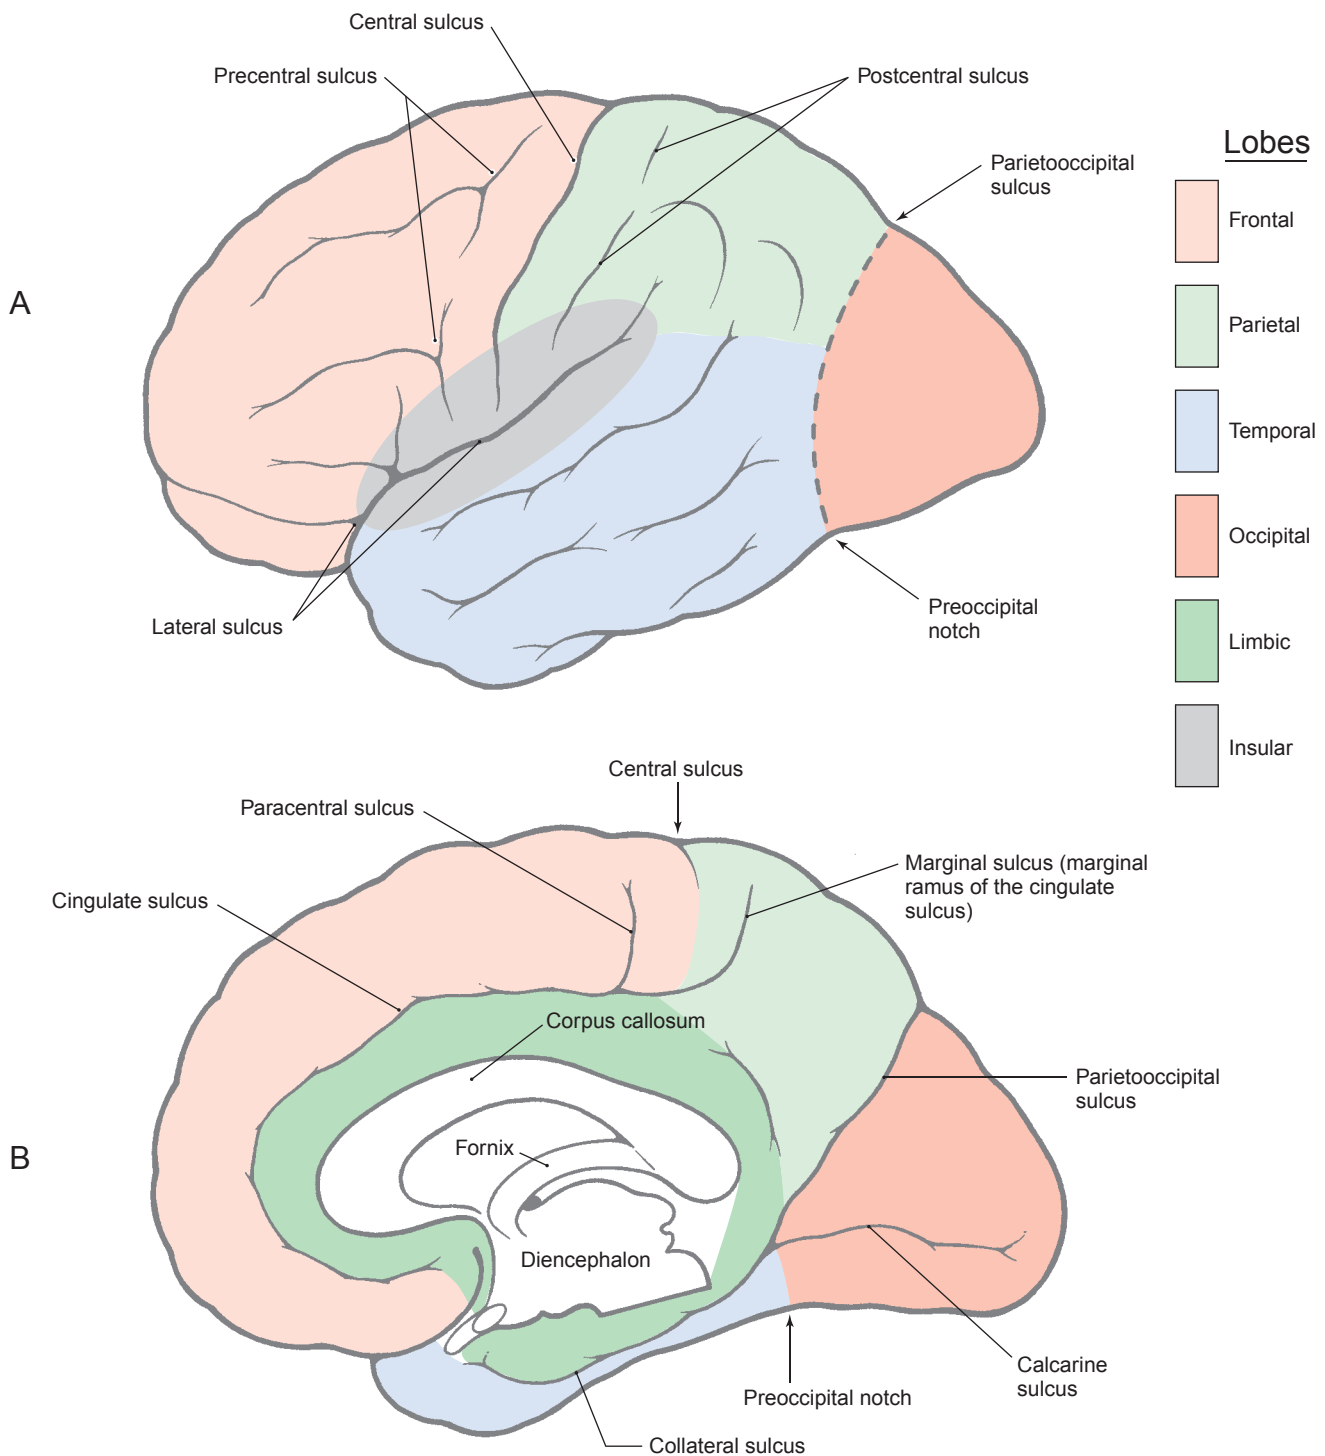 Central sulcus
Precentral sulcus
Postcentral sulcus
Lobes
Parietooccipital
sulcus
Frontal
A
Parietal
Temporal
Occipital
Preoccipital
notch
Lateral sulcus
Limbic
Insular
Central sulcus
Paracentral sulcus
Marginal sulcus (marginal
ramus of the cingulate
sulcus)
Cingulate sulcus
Corpus callosum
Parietooccipital
sulcus
B
Fornix
Diencephalon
Calcarine
sulcus
Preoccipital notch
Collateral sulcus